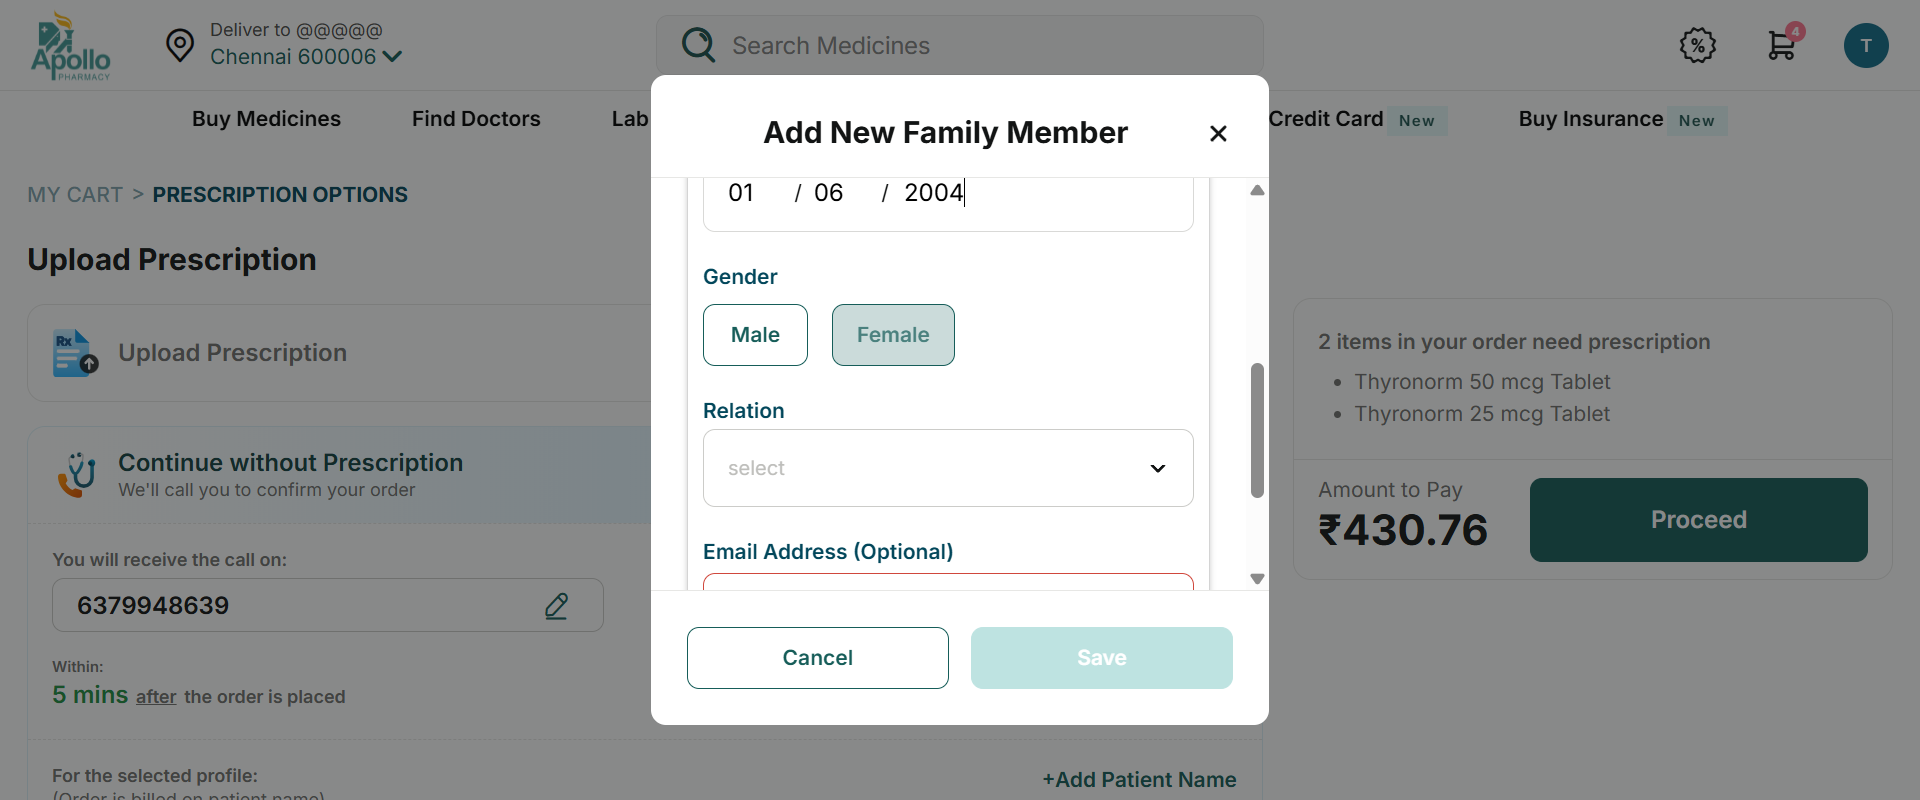 Apollo
PHARMACY
Deliver to @@@@@
Chennai 600006
Search Medicines
%
4
T
Buy Medicines
Find Doctors
Lab
Credit Card New
Buy Insurance New
MY CART > PRESCRIPTION OPTIONS
Upload Prescription
Rx
Upload Prescription
Continue without Prescription
We'll call you to confirm your order
You will receive the call on:
6379948639
Within:
5 mins after the order is placed
For the selected profile:
(Order is billed on patient name)
+Add Patient Name
Add New Family Member
01 / 06 / 2004
Gender
Male
Female
Relation
select
Email Address (Optional)
Cancel
Save
2 items in your order need prescription
• Thyronorm 50 mcg Tablet
• Thyronorm 25 mcg Tablet
Amount to Pay
₹430.76
Proceed